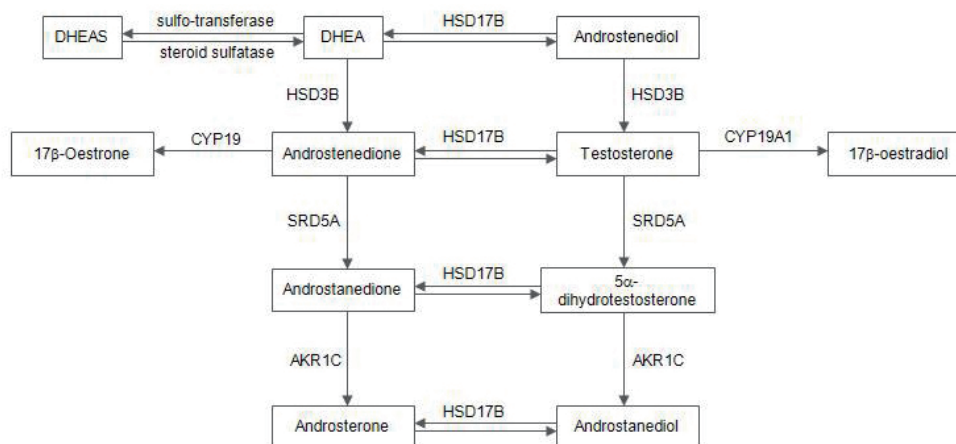 sulfo-transferase
HSD17B
DHEAS
DHEA
Androstenediol
steroid sulfatase
HSD3B
HSD3B
CYP19
HSD17B
CYP19A1
17β-Oestrone
Androstenedione
Testosterone
17β-oestradiol
SRD5A
SRD5A
HSD17B
Androstanedione
5α-
dihydrotestosterone
AKR1C
AKR1C
HSD17B
Androsterone
Androstanediol